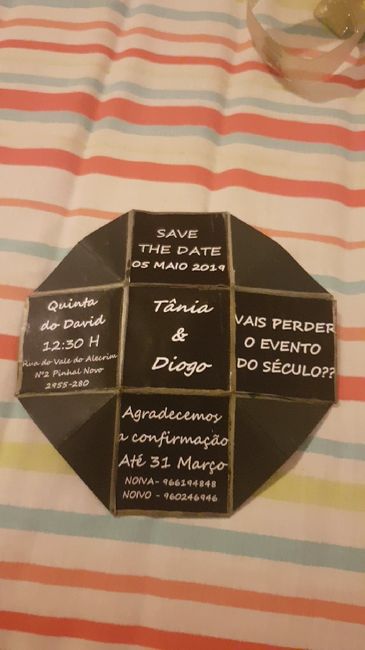 SAVE
THE DATE
05 MAIO 2019
Quinta
do David
12:30 H
Rua do Vale do Alecrim
Nº2 Pinhal Novo
2955-280
Tânia
&
Diogo
VAIS PERDER
O EVENTO
DO SÉCULO??
Agradecemos
a confirmação
Até 31 Março
NOIVA- 966194848
NOIVO - 960246946